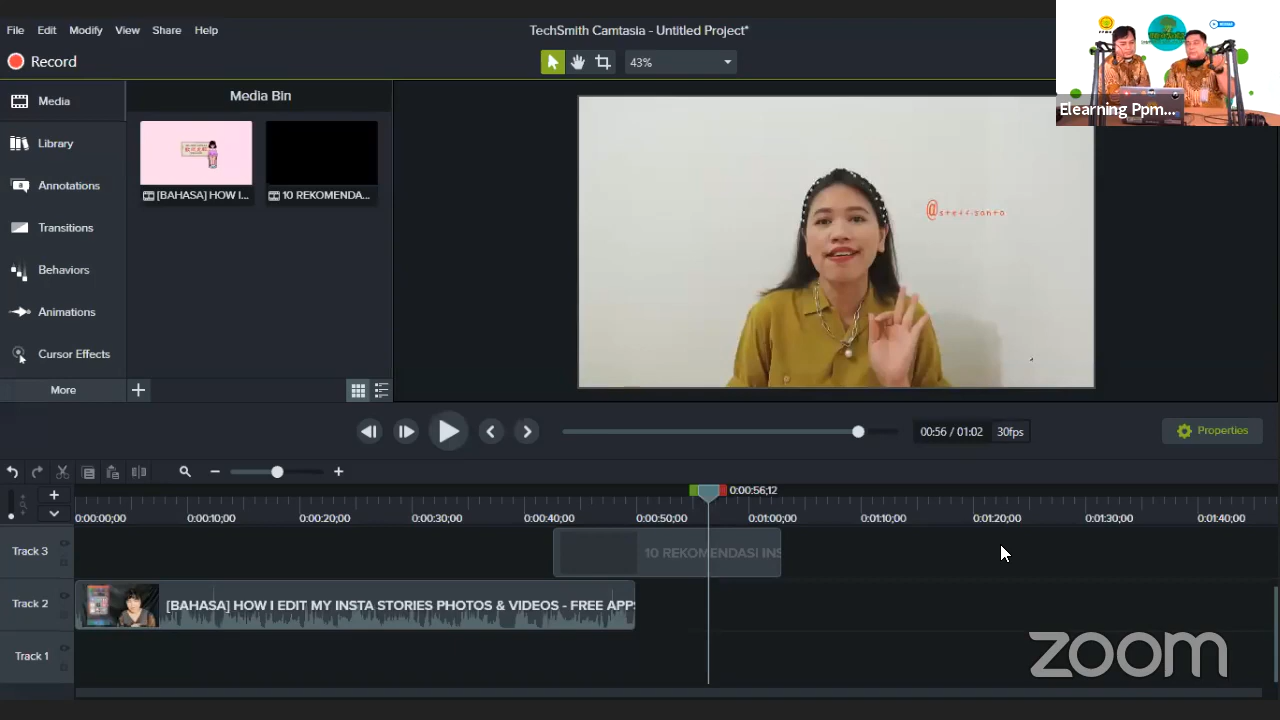 File Edit Modify View Share Help
TechSmith Camtasia - Untitled Project*
Record
43%
Elearning Ppm...
Media
Library
Annotations
Transitions
Behaviors
Animations
Cursor Effects
More
Media Bin
[BAHASA] HOW I...
10 REKOMENDA...
@steff.santa
00:56 / 01:02 30fps
Properties
0:00:56;12
0:00:00;00 0:00:10;00 0:00:20;00 0:00:30;00 0:00:40;00 0:00:50;00 0:01:00;00 0:01:10;00 0:01:20;00 0:01:30;00 0:01:40;00
Track 3
10 REKOMENDASI INS
Track 2
[BAHASA] HOW I EDIT MY INSTA STORIES PHOTOS & VIDEOS - FREE APPS
Track 1
zoom